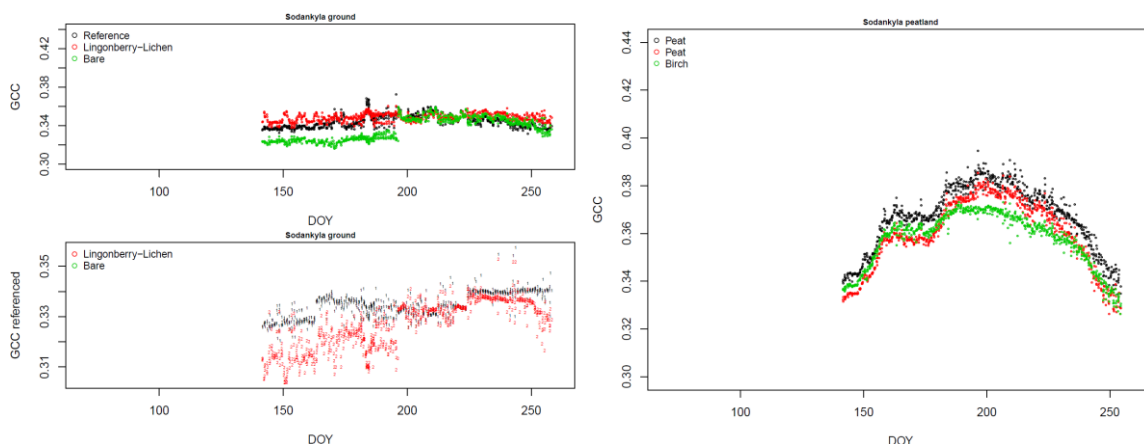 Sodankyla ground
Reference
Lingonberry-Lichen
Bare
GCC
0.42
0.38
0.34
0.30
100
150
200
250
DOY
Sodankyla ground
Lingonberry-Lichen
Bare
GCC referenced
0.35
0.33
0.31
100
150
200
250
DOY
Sodankyla peatland
Peat
Peat
Birch
GCC
0.44
0.42
0.40
0.38
0.36
0.34
0.32
0.30
100
150
200
250
DOY